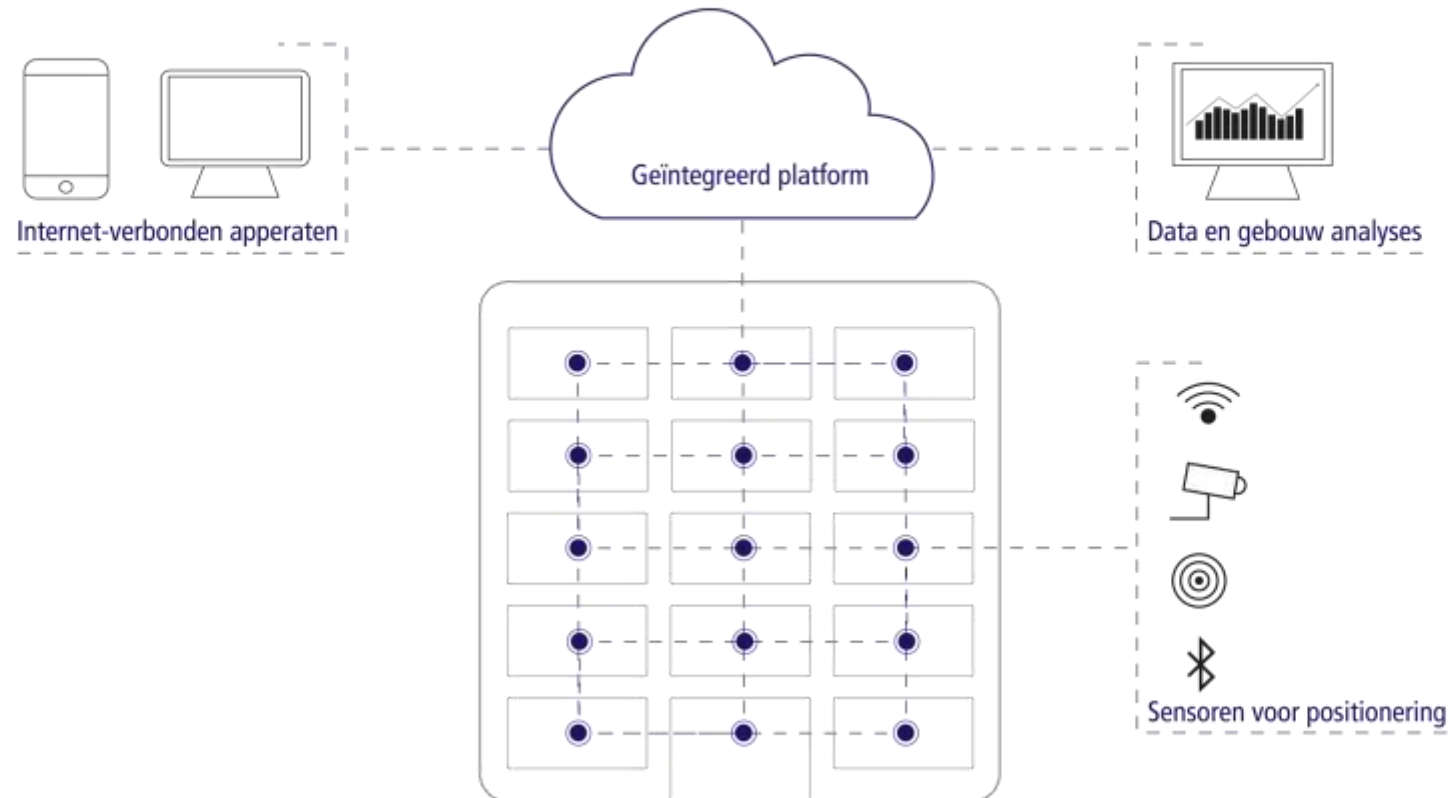 Geïntegreerd platform
Internet-verbonden apperaten
Data en gebouw analyses
Sensoren voor positionering